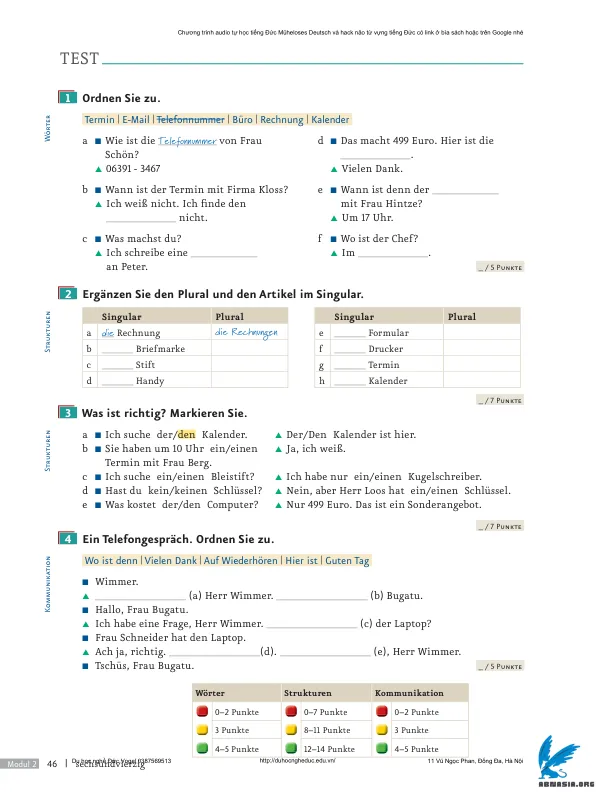 Chương trình audio tự học tiếng Đức Müheloses Deutsch và hack não từ vựng tiếng Đức có link ở bìa sách hoặc trên Google nhé
TEST
WÖRTER
1 Ordnen Sie zu.
Termin | E-Mail | Telefonnummer | Büro | Rechnung | Kalender
a ■ Wie ist die Telefonnummer von Frau
Schön?
▲ 06391 - 3467
b ■ Wann ist der Termin mit Firma Kloss?
▲ Ich weiß nicht. Ich finde den
____________ nicht.
c ■ Was machst du?
▲ Ich schreibe eine ____________
an Peter.
d ■ Das macht 499 Euro. Hier ist die
____________.
▲ Vielen Dank.
e ■ Wann ist denn der ____________
mit Frau Hintze?
▲ Um 17 Uhr.
f ■ Wo ist der Chef?
▲ Im ____________.
_ / 5 PUNKTE
STRUKTUREN
2 Ergänzen Sie den Plural und den Artikel im Singular.
Singular Plural
a die Rechnung die Rechnungen
b ______ Briefmarke
c ______ Stift
d ______ Handy
Singular Plural
e ______ Formular
f ______ Drucker
g ______ Termin
h ______ Kalender
_ / 7 PUNKTE
STRUKTUREN
3 Was ist richtig? Markieren Sie.
a ■ Ich suche der/den Kalender. ▲ Der/Den Kalender ist hier.
b ■ Sie haben um 10 Uhr ein/einen ▲ Ja, ich weiß.
Termin mit Frau Berg.
c ■ Ich suche ein/einen Bleistift? ▲ Ich habe nur ein/einen Kugelschreiber.
d ■ Hast du kein/keinen Schlüssel? ▲ Nein, aber Herr Loos hat ein/einen Schlüssel.
e ■ Was kostet der/den Computer? ▲ Nur 499 Euro. Das ist ein Sonderangebot.
_ / 7 PUNKTE
KOMMUNIKATION
4 Ein Telefongespräch. Ordnen Sie zu.
Wo ist denn | Vielen Dank | Auf Wiederhören | Hier ist | Guten Tag
■ Wimmer.
▲ ________________ (a) Herr Wimmer. ________________ (b) Bugatu.
■ Hallo, Frau Bugatu.
▲ Ich habe eine Frage, Herr Wimmer. ________________ (c) der Laptop?
■ Frau Schneider hat den Laptop.
▲ Ach ja, richtig. ________________(d). ________________ (e), Herr Wimmer.
■ Tschüs, Frau Bugatu.
_ / 5 PUNKTE
Wörter Strukturen Kommunikation
0–2 Punkte 0–7 Punkte 0–2 Punkte
3 Punkte 8–11 Punkte 3 Punkte
4–5 Punkte 12–14 Punkte 4–5 Punkte
Modul 2 46 | sechsundvierzig
Du học nghề Đức Vogel 0387569513 http://duhocngheduc.edu.vn/ 11 Vũ Ngọc Phan, Đống Đa, Hà Nội
ABMASIA.ORG